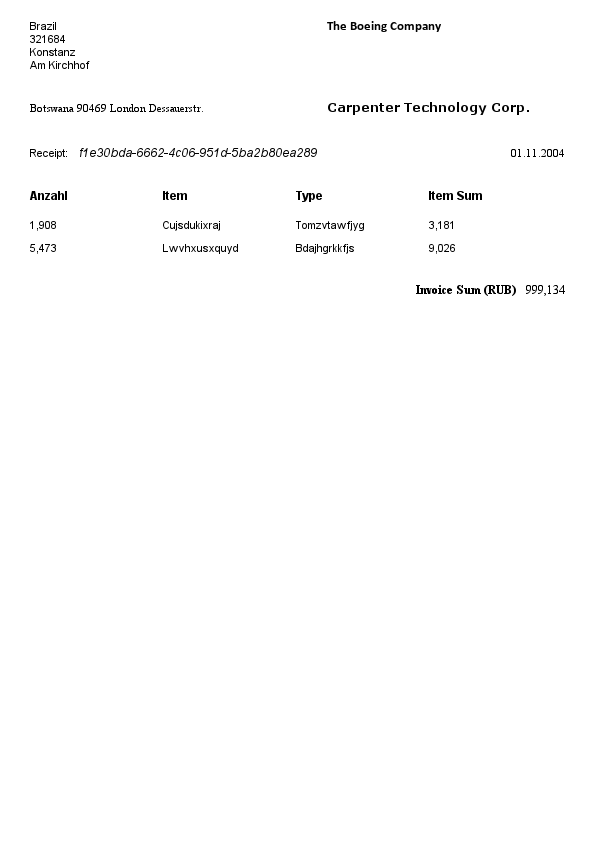 Brazil
321684
Konstanz
Am Kirchhof
The Boeing Company
Botswana 90469 London Dessauerstr.
Carpenter Technology Corp.
Receipt: f1e30bda-6662-4c06-951d-5ba2b80ea289 01.11.2004
Anzahl Item Type Item Sum
1,908 Cujsdukixraj Tomzvtawfjyg 3,181
5,473 Lwvhxusxquyd Bdajhgrkkfjs 9,026
Invoice Sum (RUB) 999,134